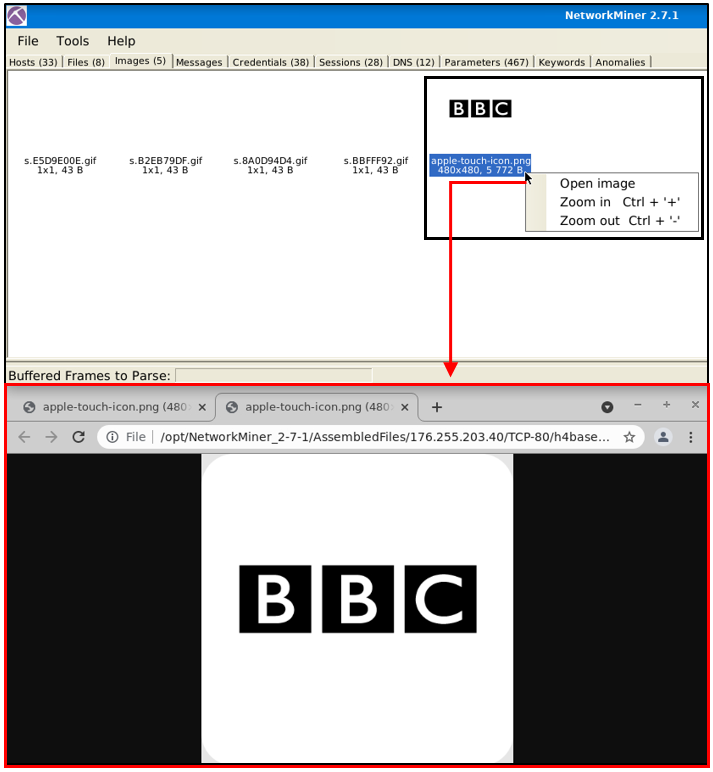 NetworkMiner 2.7.1
File Tools Help
Hosts (33) | Files (8) | Images (5) | Messages | Credentials (38) | Sessions (28) | DNS (12) | Parameters (467) | Keywords | Anomalies |
BBC
s.E5D9E00E.gif s.B2EB79DF.gif s.8A0D94D4.gif s.BBFFF92.gif apple-touch-icon.png
1x1, 43 B 1x1, 43 B 1x1, 43 B 1x1, 43 B 480x480, 5 772 B
Open image
Zoom in Ctrl + '+'
Zoom out Ctrl + '-'
Buffered Frames to Parse:
apple-touch-icon.png (480 apple-touch-icon.png (480
File | /opt/NetworkMiner_2-7-1/AssembledFiles/176.255.203.40/TCP-80/h4base...
BBC